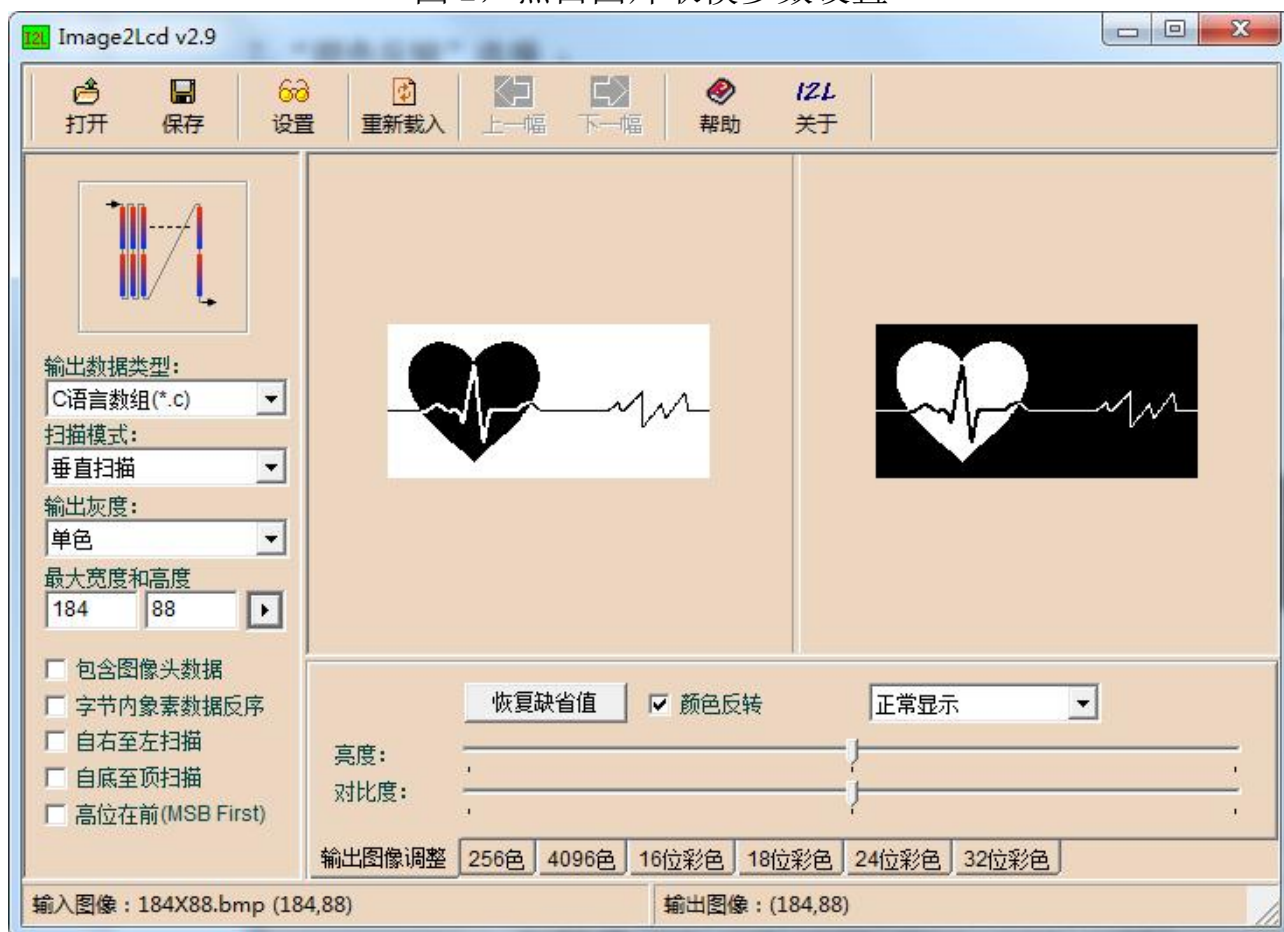 I2L Image2Lcd v2.9
打开 保存 设置 重新载入 上一幅 下一幅 帮助 I2L 关于
输出数据类型:
C语言数组(*.c)
扫描模式:
垂直扫描
输出灰度:
单色
最大宽度和高度
184 88
包含图像头数据
字节内象素数据反序
自右至左扫描
自底至顶扫描
高位在前(MSB First)
恢复缺省值 颜色反转 正常显示
亮度:
对比度:
输出图像调整 256色 4096色 16位彩色 18位彩色 24位彩色 32位彩色
输入图像:184X88.bmp (184,88) 输出图像:(184,88)